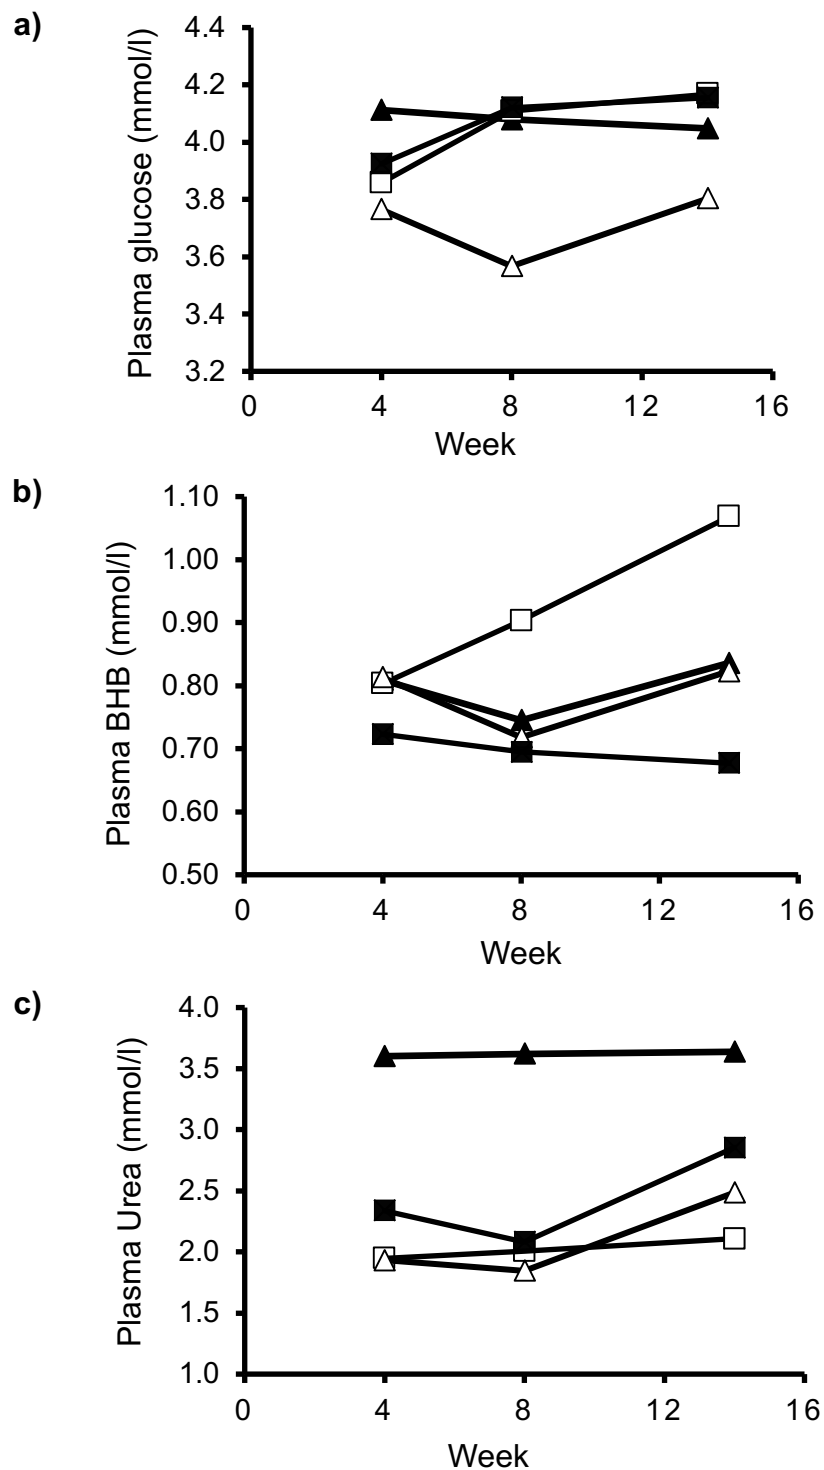 a)
Plasma glucose (mmol/l)
4.4
4.2
4.0
3.8
3.6
3.4
3.2
0 4 8 12 16
Week
b)
Plasma BHB (mmol/l)
1.10
1.00
0.90
0.80
0.70
0.60
0.50
0 4 8 12 16
Week
c)
Plasma Urea (mmol/l)
4.0
3.5
3.0
2.5
2.0
1.5
1.0
0 4 8 12 16
Week